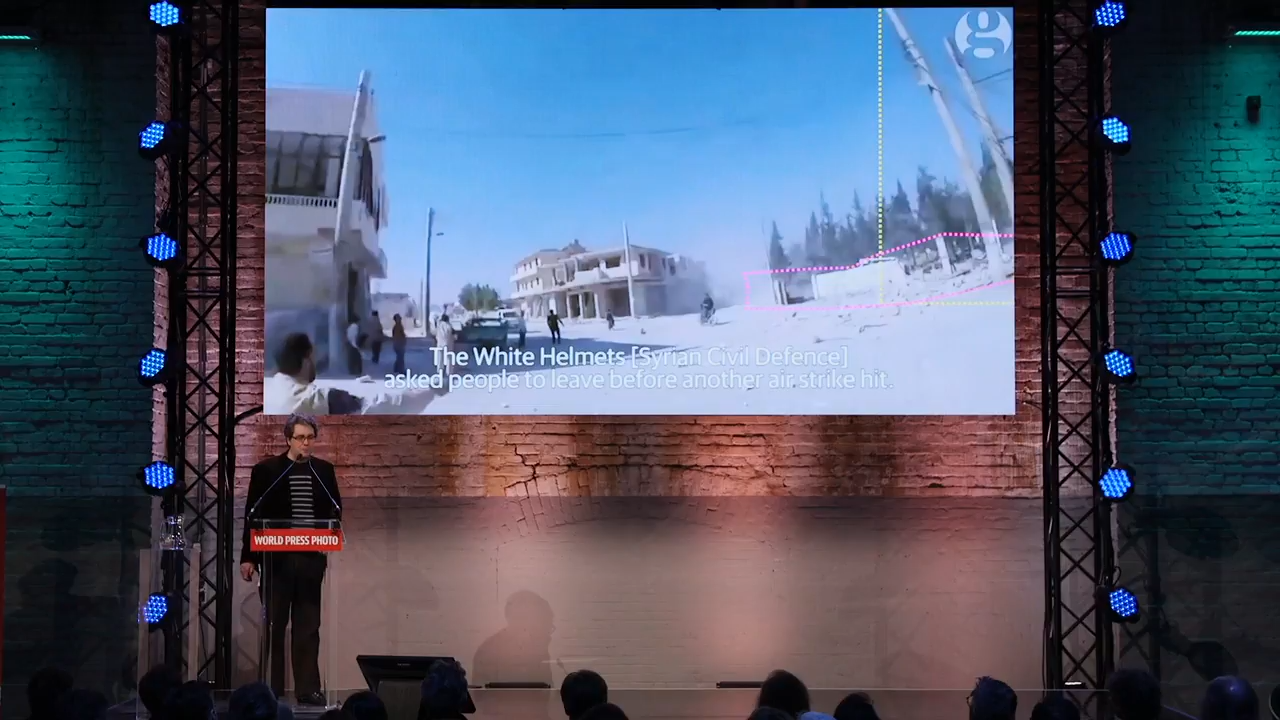 The White Helmets [Syrian Civil Defence]
asked people to leave before another air strike hit.
WORLD PRESS PHOTO